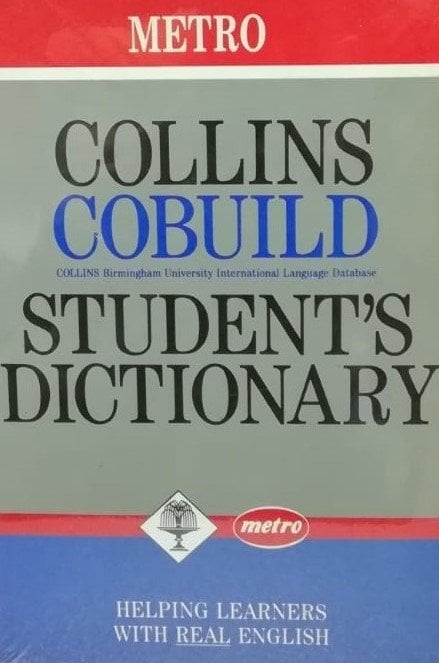 METRO
COLLINS
COBUILD
COLLINS Birmingham University International Language Database
STUDENT'S
DICTIONARY
metro
HELPING LEARNERS
WITH REAL ENGLISH